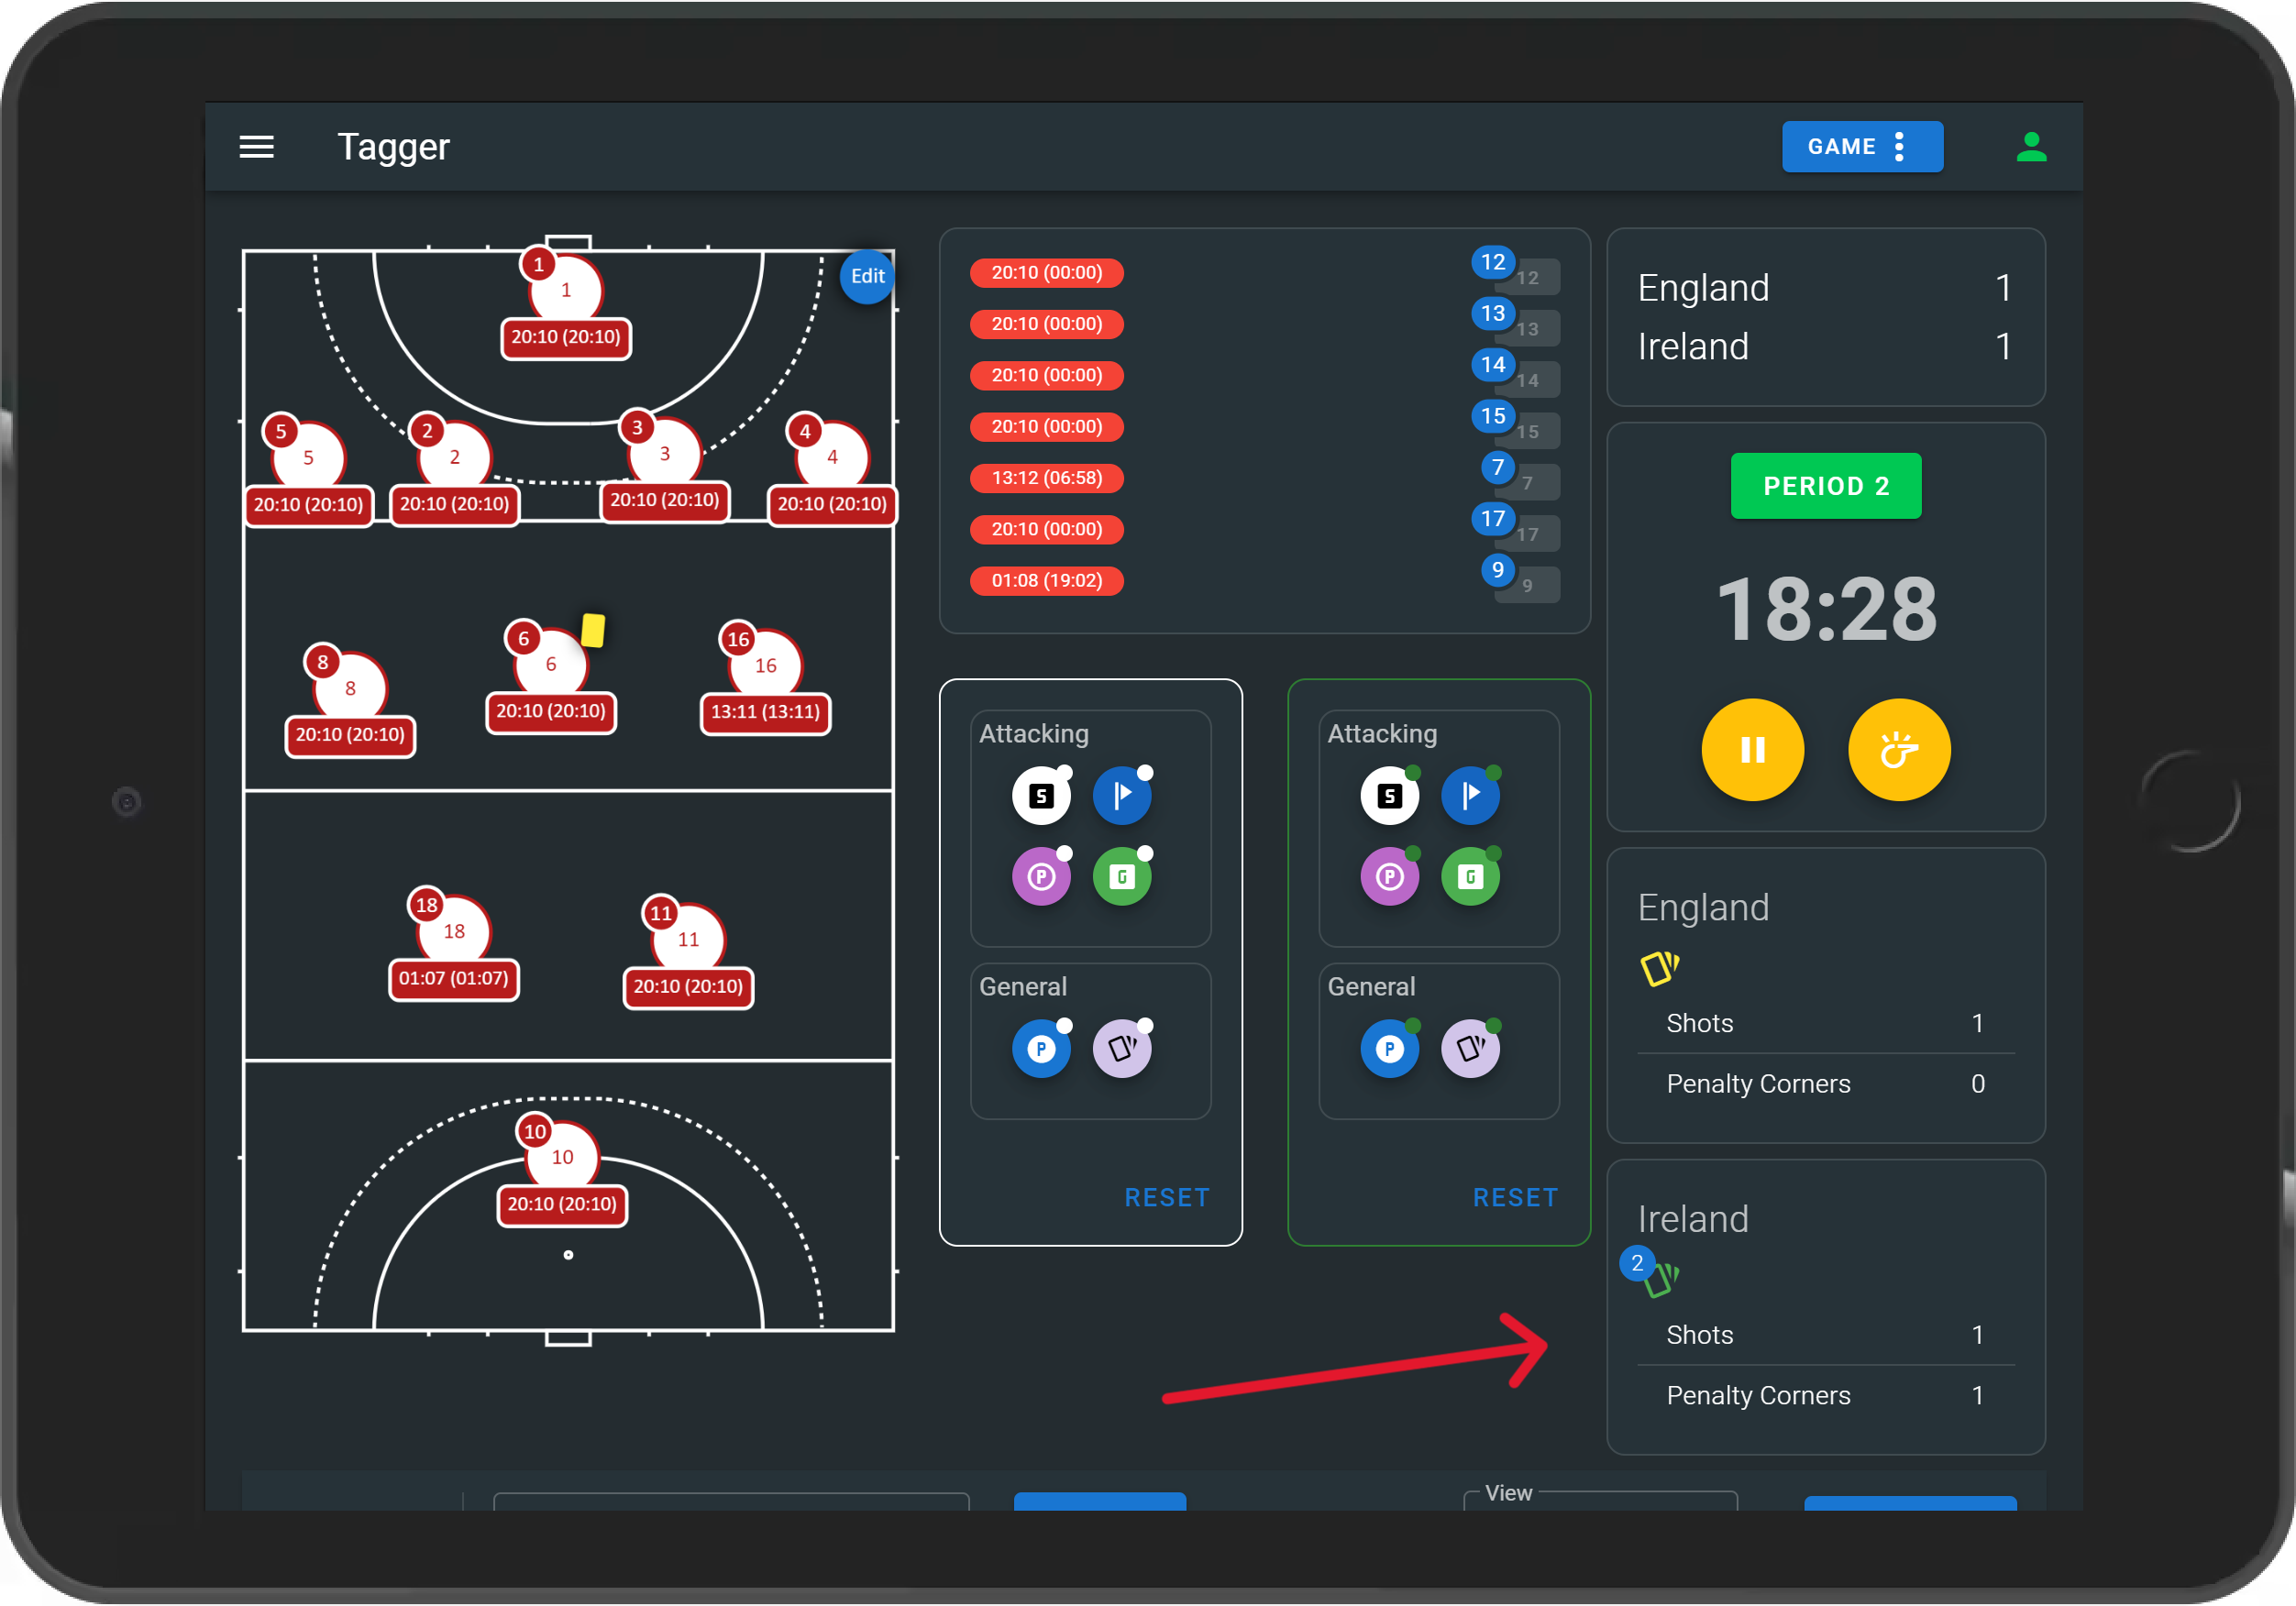 Tagger
GAME
Edit
1
1
20:10 (20:10)
5
5
20:10 (20:10)
2
2
20:10 (20:10)
3
3
20:10 (20:10)
4
4
20:10 (20:10)
8
8
20:10 (20:10)
6
6
20:10 (20:10)
16
16
13:11 (13:11)
18
18
01:07 (01:07)
11
11
20:10 (20:10)
10
10
20:10 (20:10)
20:10 (00:00) 12 12
20:10 (00:00) 13 13
20:10 (00:00) 14 14
20:10 (00:00) 15 15
13:12 (06:58) 7 7
20:10 (00:00) 17 17
01:08 (19:02) 9 9
Attacking
S
P G
General
P
RESET
Attacking
S
P G
General
P
RESET
England 1
Ireland 1
PERIOD 2
18:28
England
Shots 1
Penalty Corners 0
Ireland
2
Shots 1
Penalty Corners 1
View